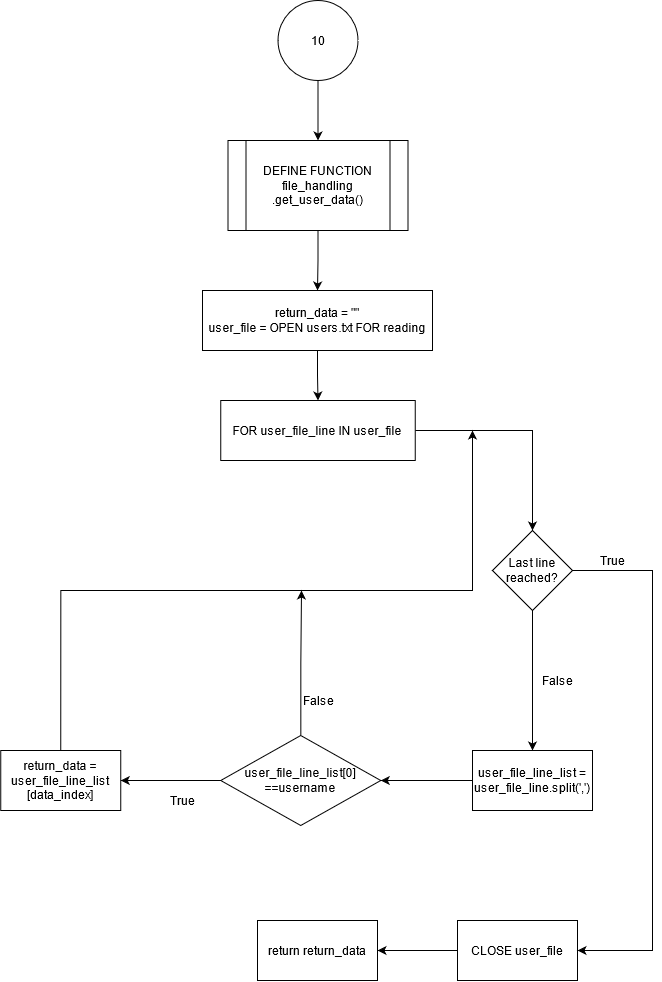 10
DEFINE FUNCTION
file_handling
.get_user_data()
return_data = ""
user_file = OPEN users.txt FOR reading
FOR user_file_line IN user_file
Last line
reached?
True
False
user_file_line_list =
user_file_line.split(',')
user_file_line_list[0]
==username
False
True
return_data =
user_file_line_list
[data_index]
CLOSE user_file
return return_data